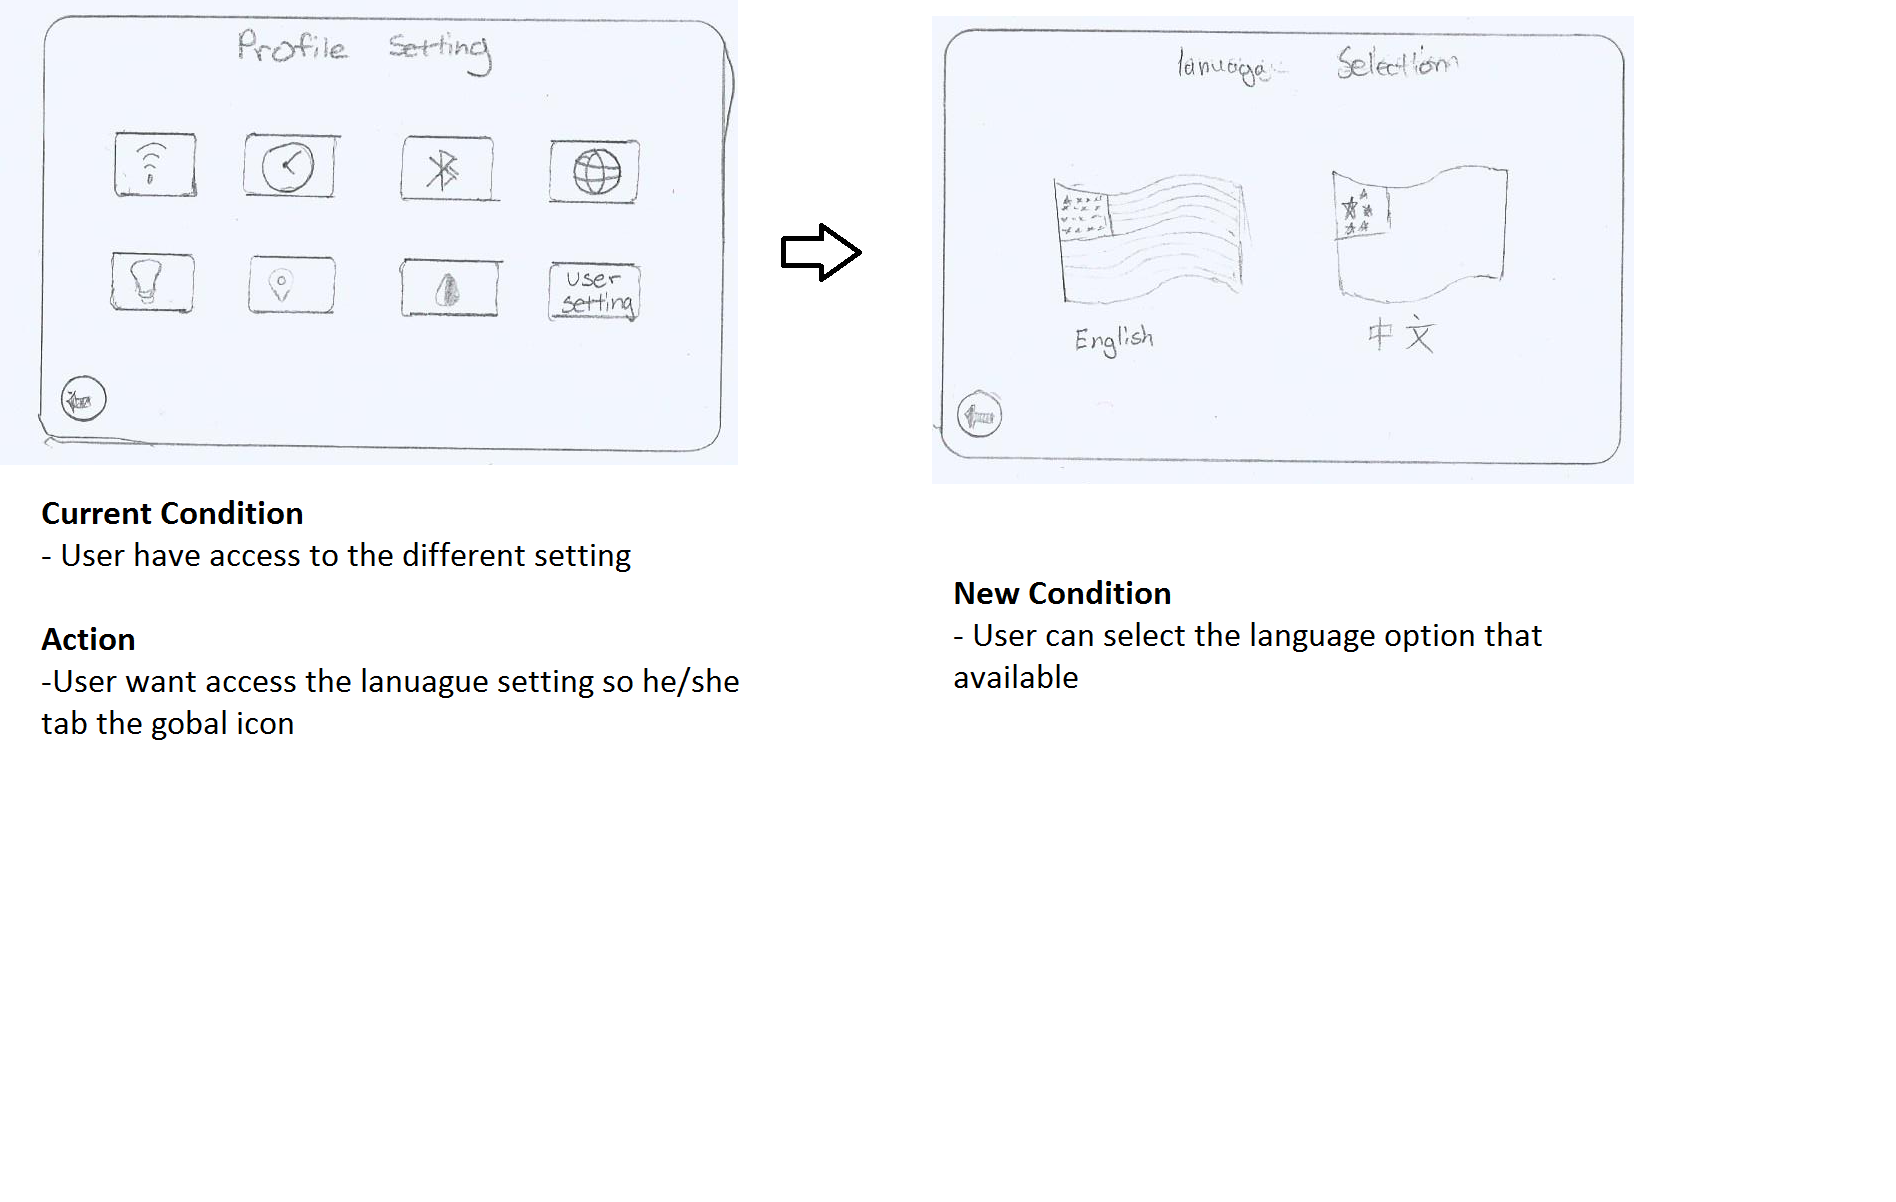 Profile Setting
user
setting
lanuage Selection
English
中文
Current Condition
- User have access to the different setting
Action
-User want access the lanuague setting so he/she
tab the gobal icon
New Condition
- User can select the language option that
available